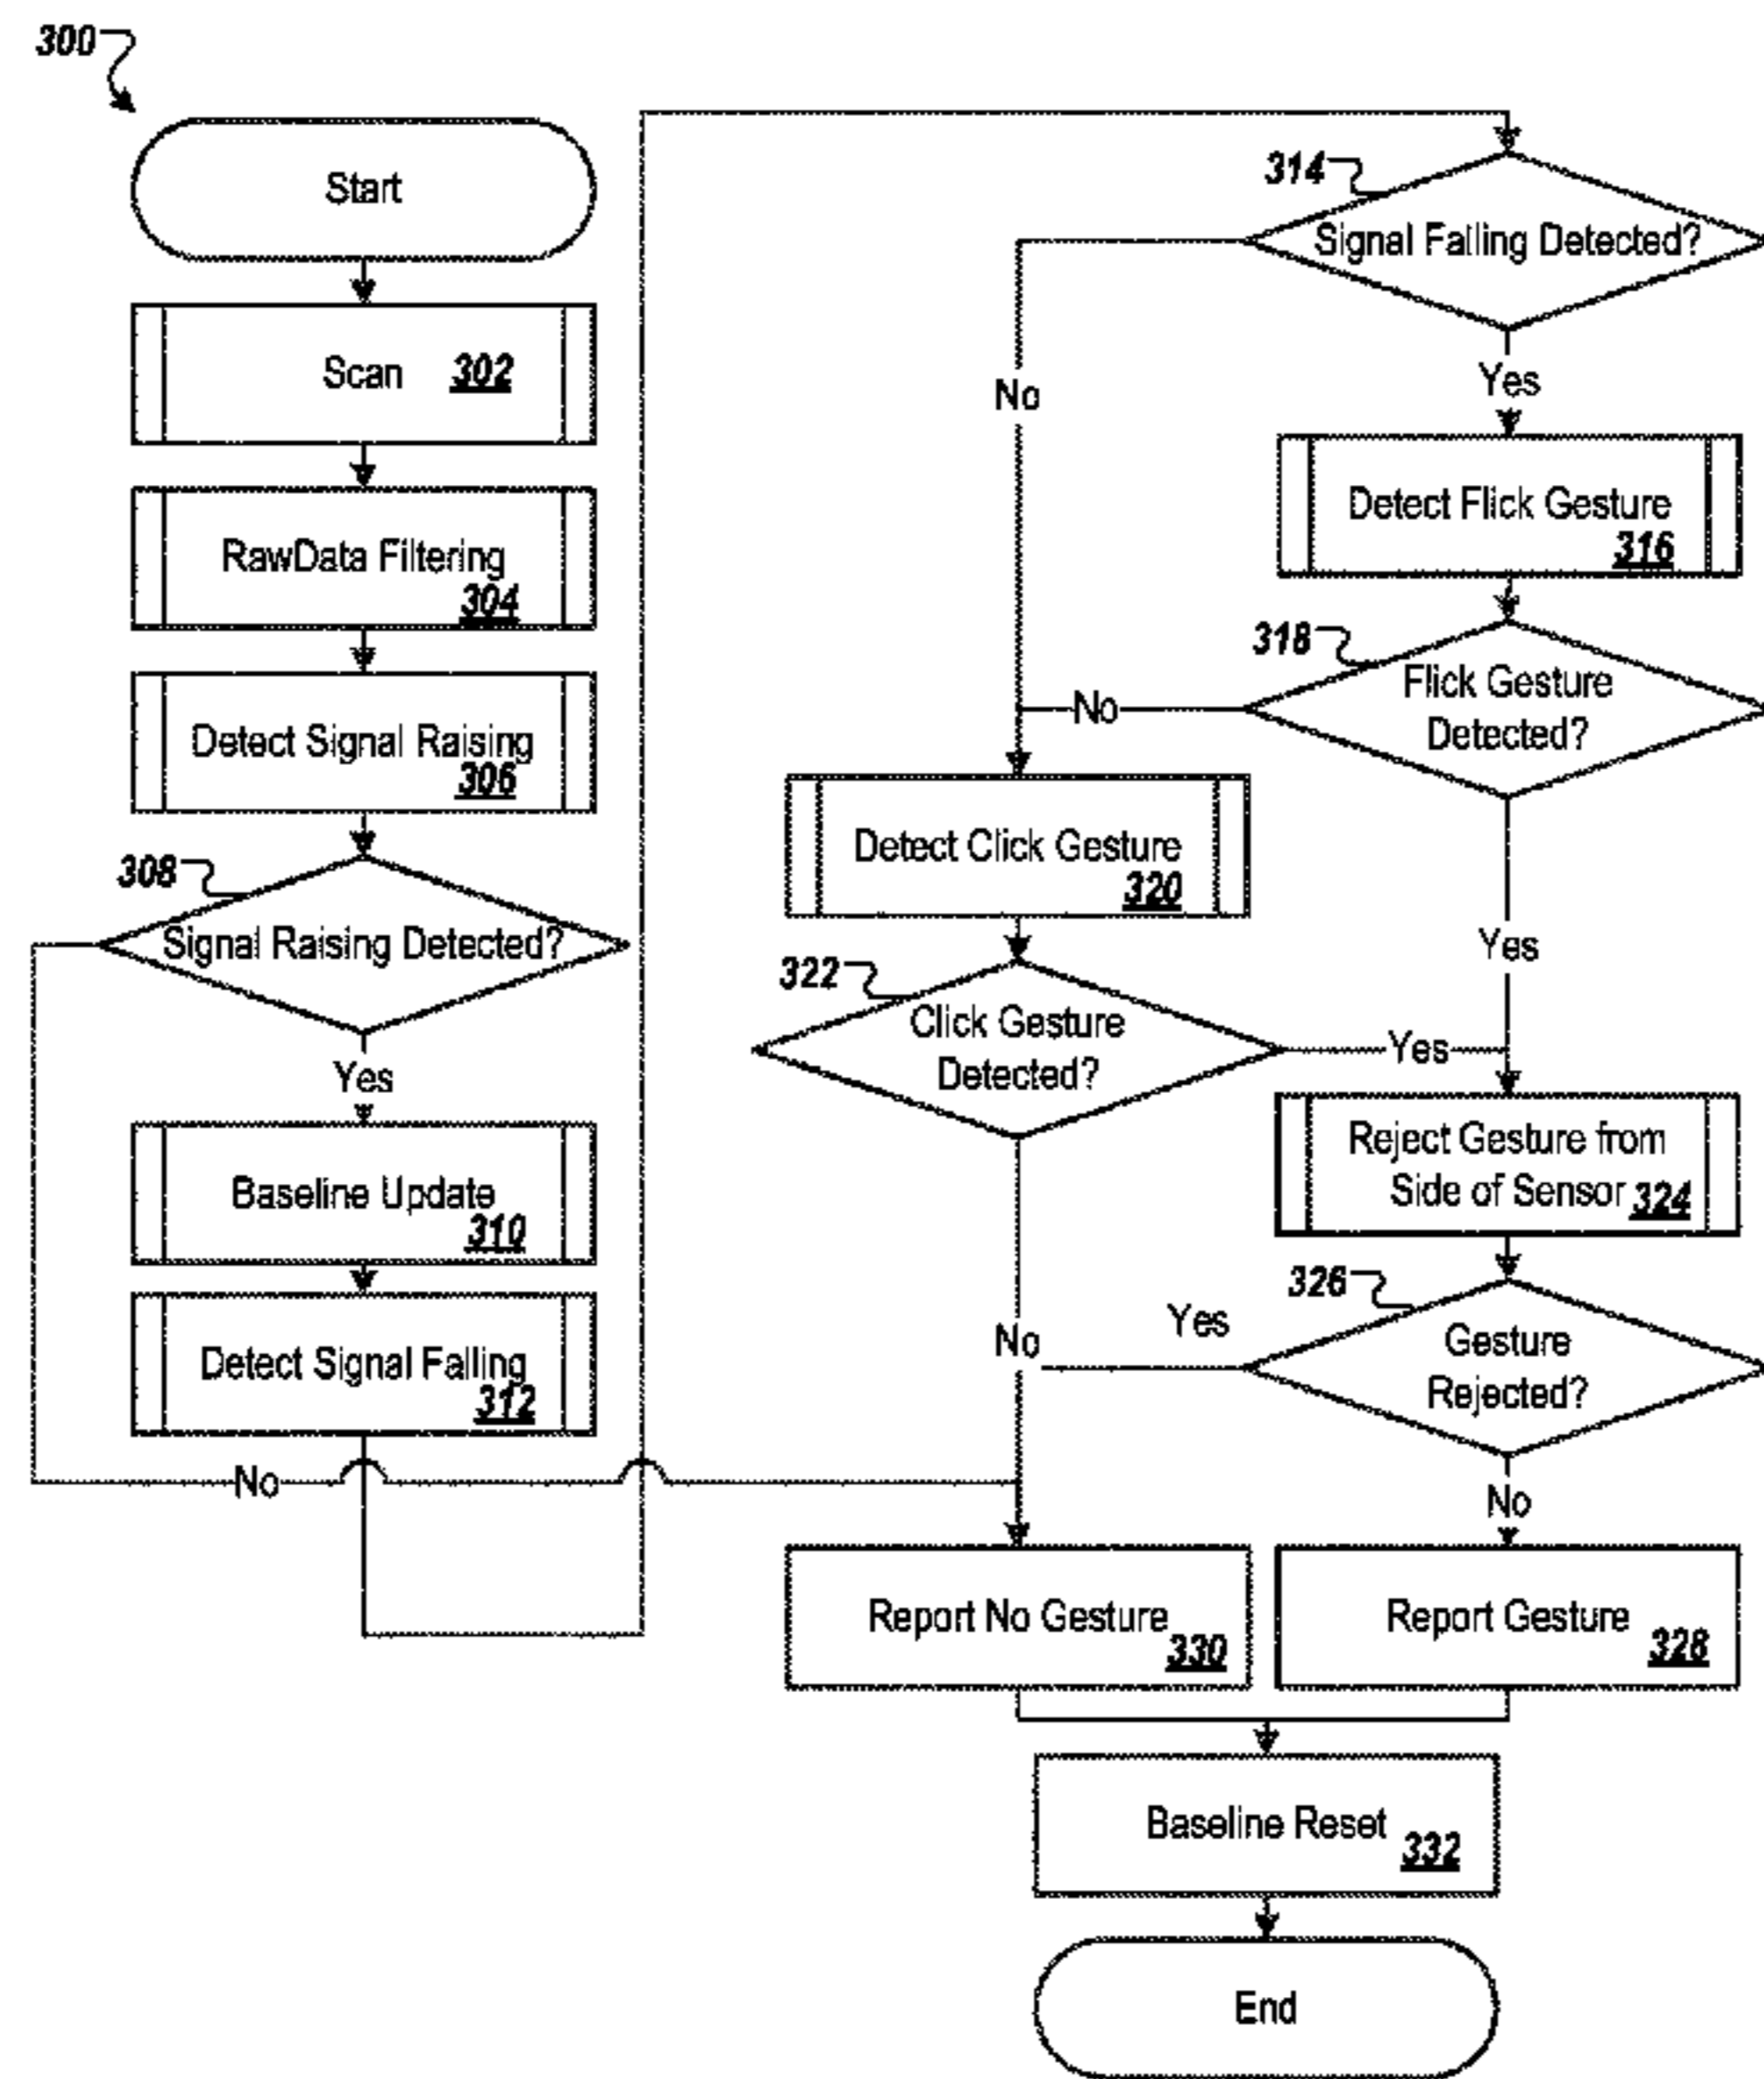 300
Start
Scan 302
RawData Filtering
304
Detect Signal Raising
306
308
Signal Raising Detected?
Yes
Baseline Update
310
Detect Signal Falling
312
No
314
Signal Falling Detected?
No
Yes
Detect Flick Gesture
316
318
Flick Gesture
Detected?
No
Yes
Detect Click Gesture
320
322
Click Gesture
Detected?
Yes
No
Reject Gesture from
Side of Sensor 324
326
Gesture
Rejected?
Yes
No
Report No Gesture
330
Report Gesture
328
Baseline Reset
332
End